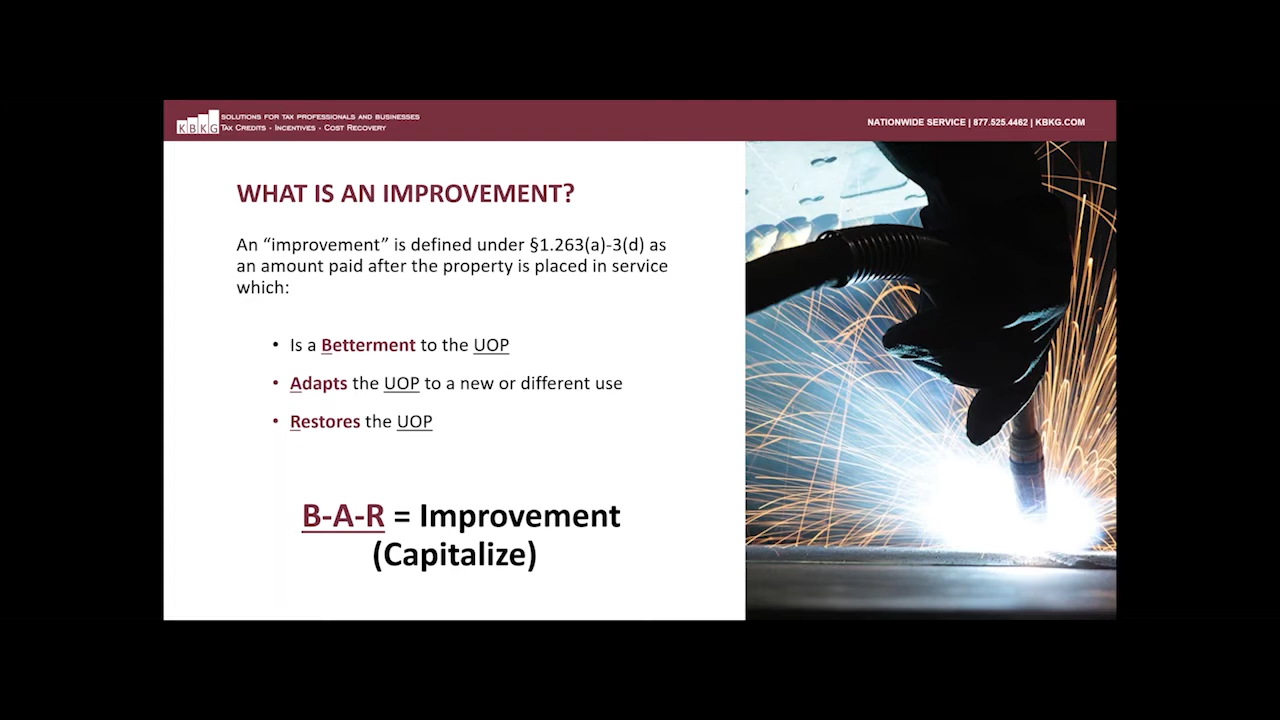 KBKG
SOLUTIONS FOR TAX PROFESSIONALS AND BUSINESSES
TAX CREDITS - INCENTIVES - COST RECOVERY
NATIONWIDE SERVICE | 877.525.4462 | KBKG.COM
WHAT IS AN IMPROVEMENT?
An “improvement” is defined under §1.263(a)-3(d) as
an amount paid after the property is placed in service
which:
• Is a Betterment to the UOP
• Adapts the UOP to a new or different use
• Restores the UOP
B-A-R = Improvement
(Capitalize)